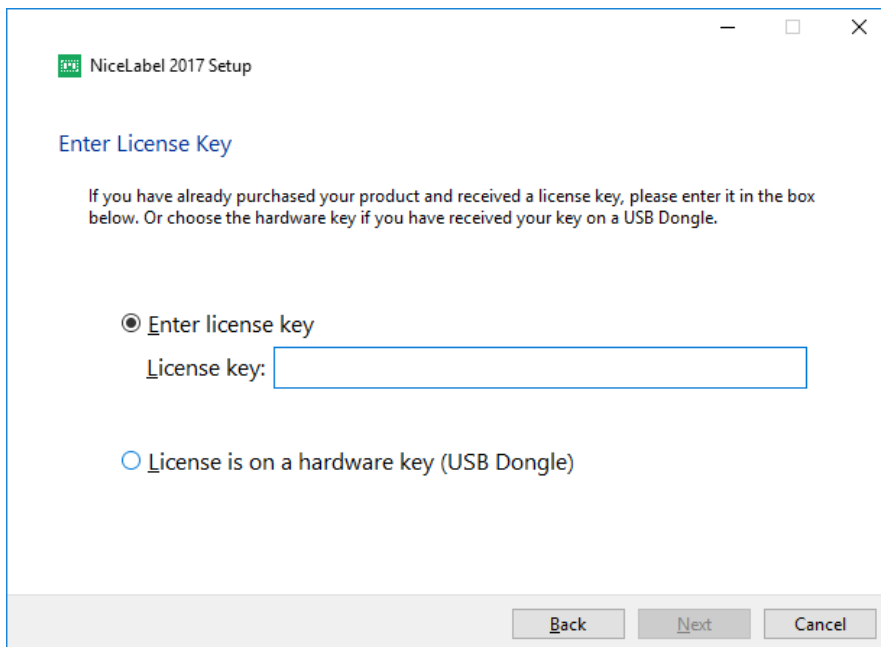 NiceLabel 2017 Setup
Enter License Key
If you have already purchased your product and received a license key, please enter it in the box
below. Or choose the hardware key if you have received your key on a USB Dongle.
Enter license key
License key:
License is on a hardware key (USB Dongle)
Back Next Cancel